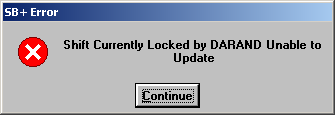 SB+ Error
Shift Currently Locked by DARAND Unable to
Update
Continue